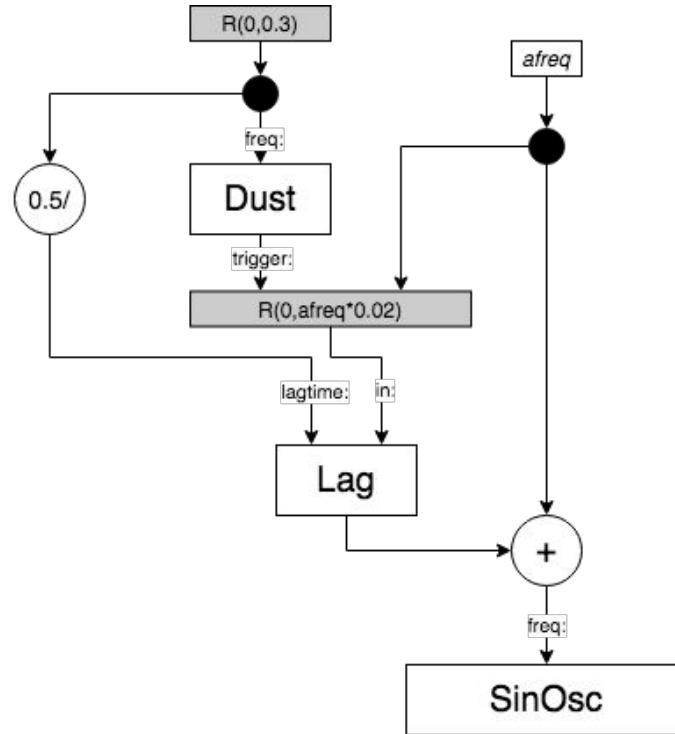 R(0,0.3)
afreq
freq:
0.5/
Dust
trigger:
R(0,afreq*0.02)
lagtime:
in:
Lag
+
freq:
SinOsc